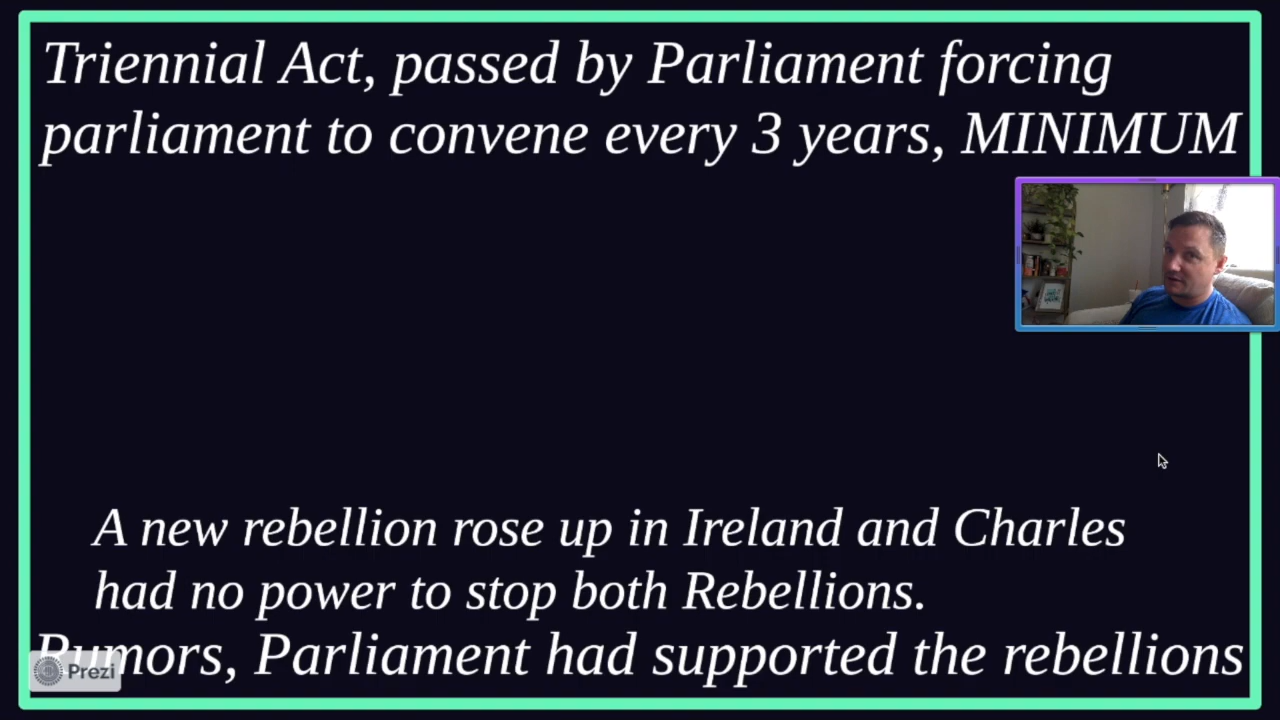 Triennial Act, passed by Parliament forcing
parliament to convene every 3 years, MINIMUM
A new rebellion rose up in Ireland and Charles
had no power to stop both Rebellions.
Rumors, Parliament had supported the rebellions
Prezi